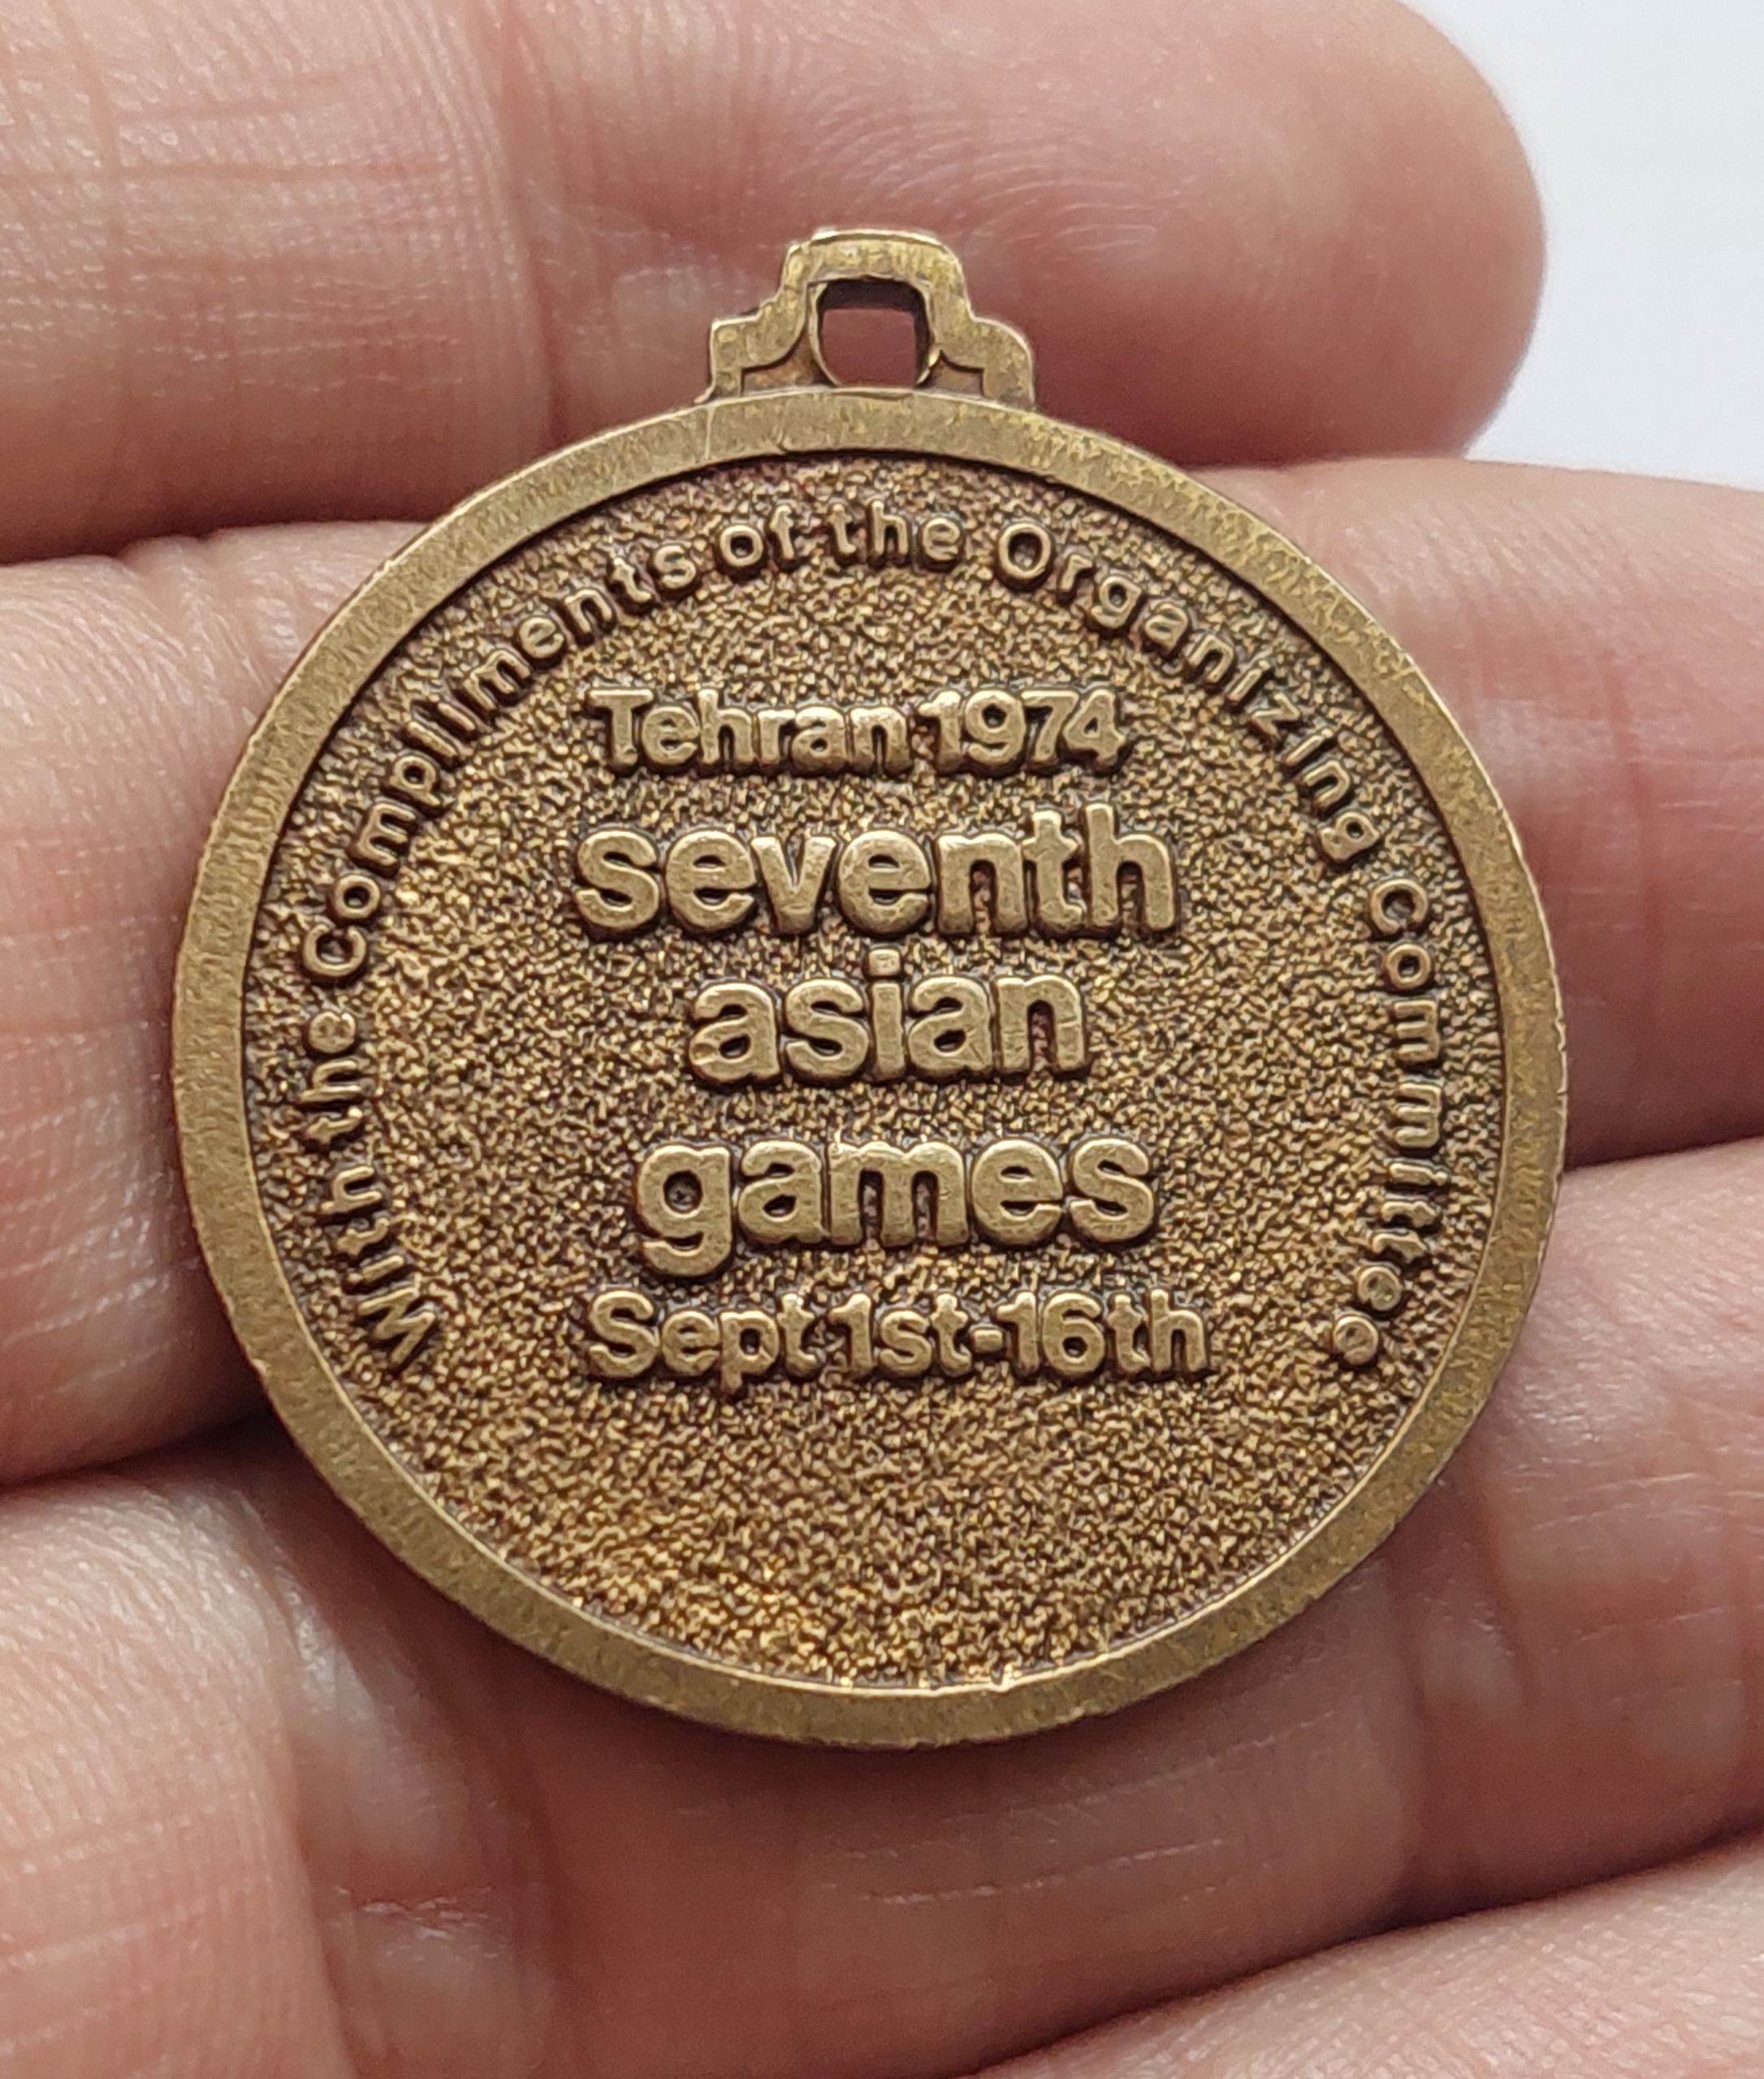 With the Compliments of the Organizing Committee
Tehran 1974
seventh
asian
games
Sept 1st-16th